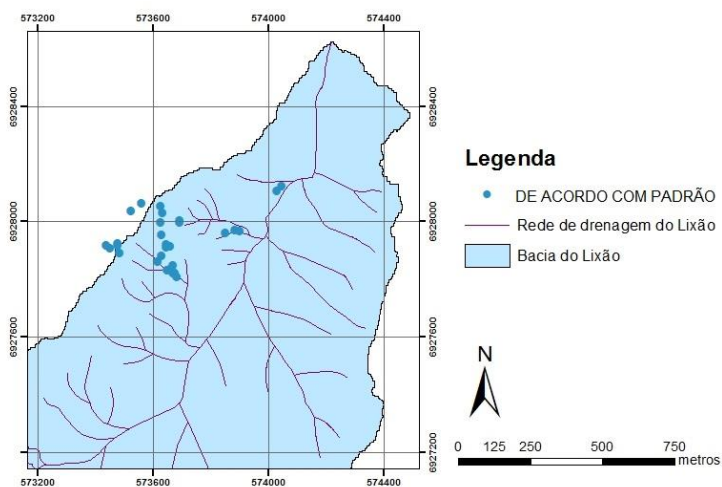 573200 573600 574000 574400
6928400
6928400
6928000
6928000
6927600
6927600
6927200
6927200
573200 573600 574000 574400
Legenda
DE ACORDO COM PADRÃO
Rede de drenagem do Lixão
Bacia do Lixão
N
0 125 250 500 750
metros